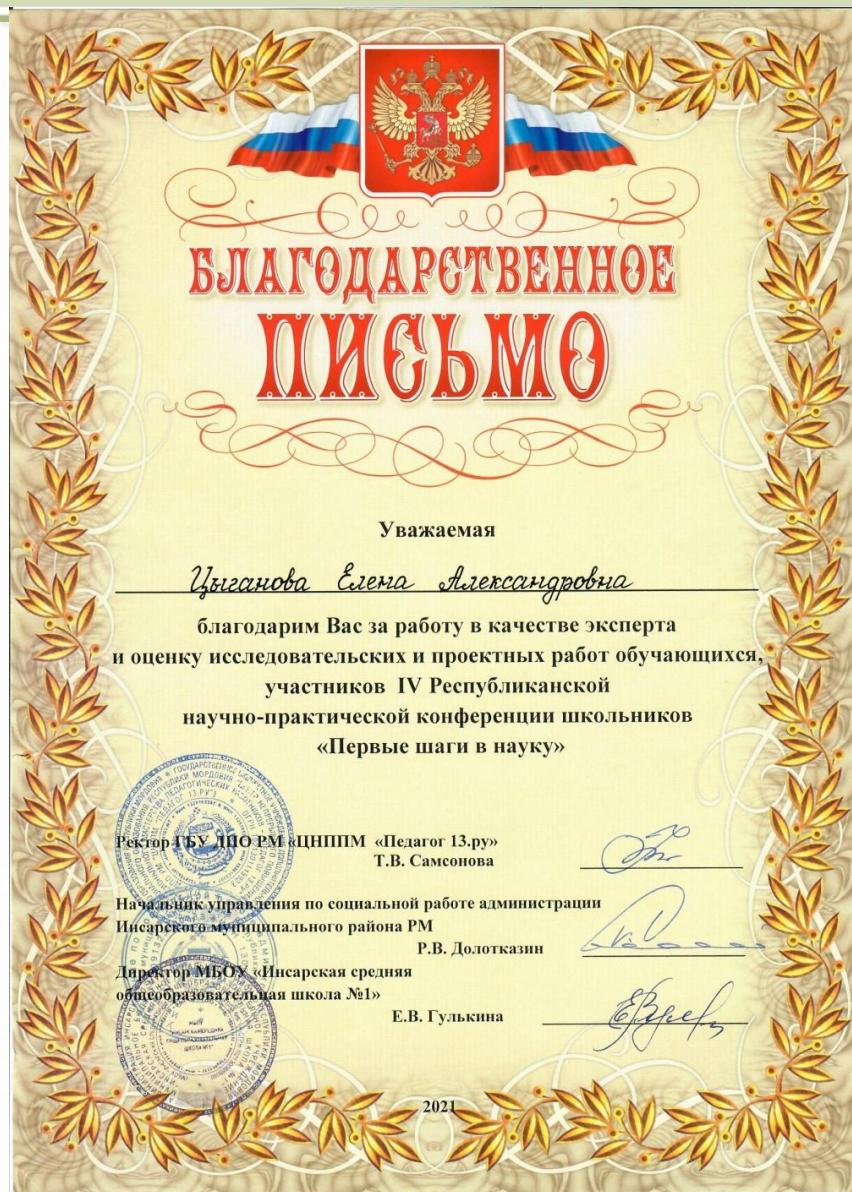 БЛАГОДАРСТВЕННОЕ
ПИСЬМО
Уважаемая
Цыганова Елена Александровна
благодарим Вас за работу в качестве эксперта
и оценку исследовательских и проектных работ обучающихся,
участников IV Республиканской
научно-практической конференции школьников
«Первые шаги в науку»
Ректор ГБУ ДПО РМ «ЦНППМ «Педагог 13.ру»
Т.В. Самсонова
Начальник управления по социальной работе администрации
Инсарского муниципального района РМ
Р.В. Долотказин
Директор МБОУ «Инсарская средняя
общеобразовательная школа №1»
Е.В. Гулькина
2021